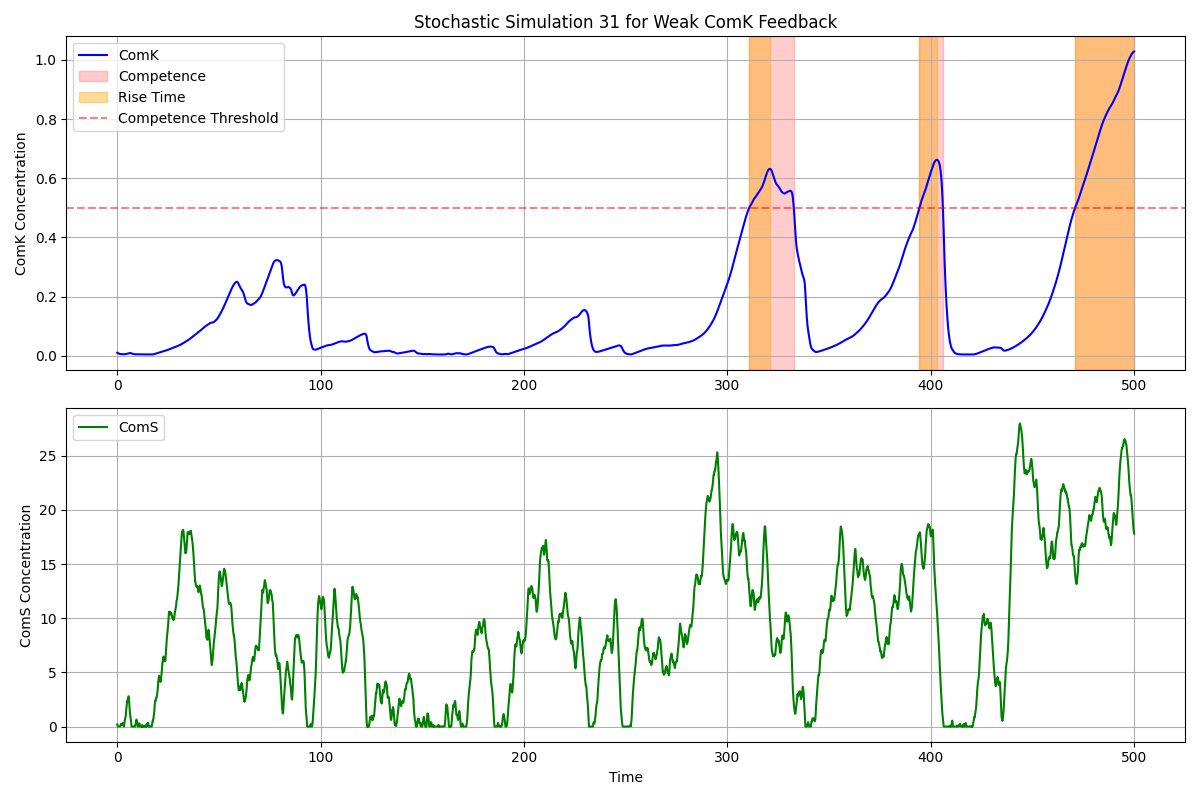 Stochastic Simulation 31 for Weak ComK Feedback
ComK Concentration
1.0
0.8
0.6
0.4
0.2
0.0
ComK
Competence
Rise Time
Competence Threshold
0 100 200 300 400 500
ComS Concentration
25
20
15
10
5
0
ComS
0 100 200 300 400 500
Time